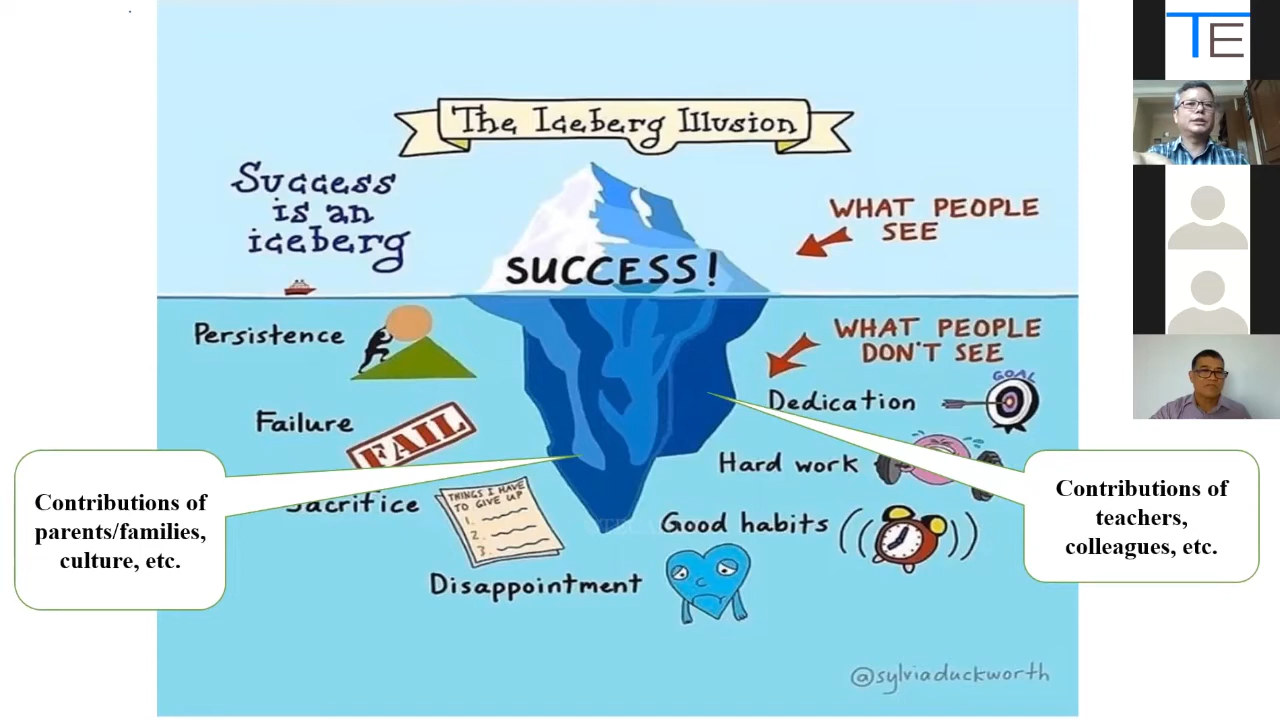 The Iceberg Illusion
Success
is an
iceberg
WHAT PEOPLE
SEE
SUCCESS!
Persistence
WHAT PEOPLE
DON'T SEE
GOAL
Dedication
Failure
FAIL
Hard work
Sacrifice
THINGS I HAVE
TO GIVE UP
1.
2.
3.
Good habits
Disappointment
Contributions of
parents/families,
culture, etc.
Contributions of
teachers,
colleagues, etc.
@sylviaduckworth
TE